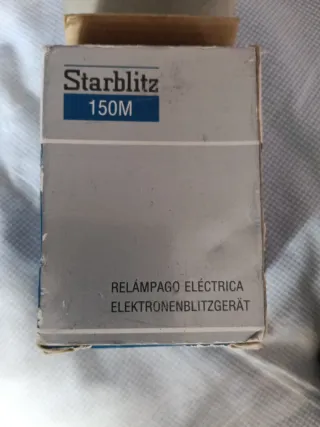 Starblitz
150M
RELÁMPAGO ELÉCTRICA
ELEKTRONENBLITZGERÄT